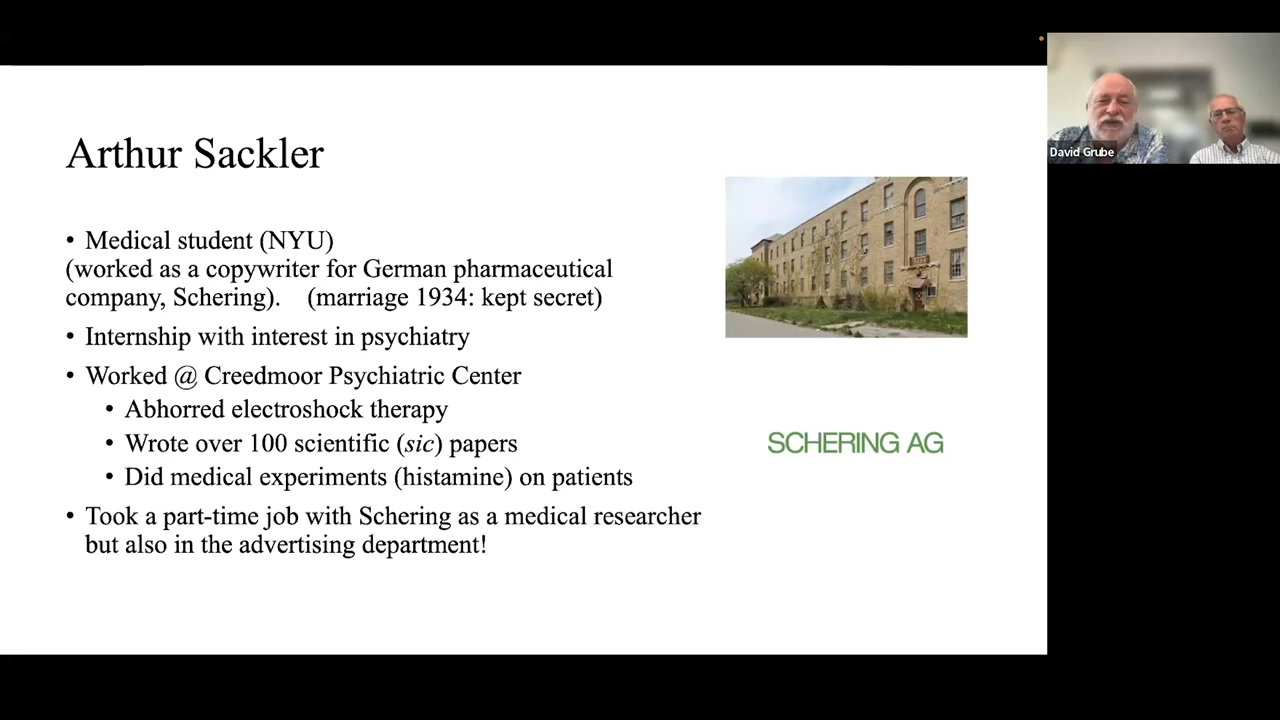 Arthur Sackler
• Medical student (NYU)
(worked as a copywriter for German pharmaceutical
company, Schering). (marriage 1934: kept secret)
• Internship with interest in psychiatry
• Worked @ Creedmoor Psychiatric Center
• Abhorred electroshock therapy
• Wrote over 100 scientific (sic) papers
• Did medical experiments (histamine) on patients
• Took a part-time job with Schering as a medical researcher
but also in the advertising department!
SCHERING AG
David Grube